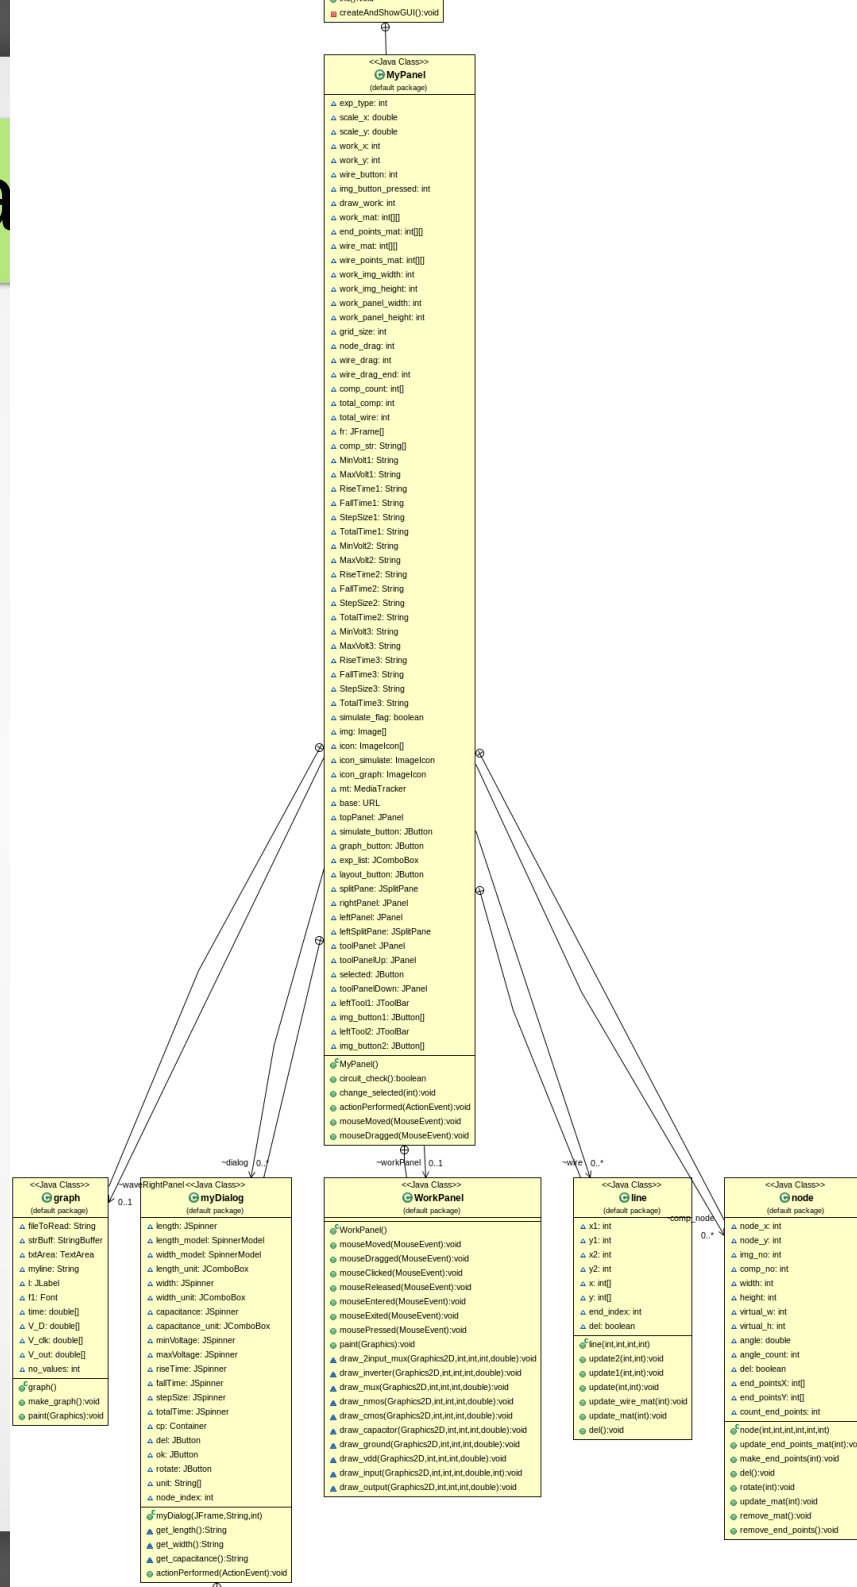 createAndShowGUI():void
<<Java Class>>
MyPanel
(default package)
exp_type: int
scale_x: double
scale_y: double
work_x: int
work_y: int
wire_button: int
img_button_pressed: int
draw_work: int
work_mat: int[][]
end_points_mat: int[][]
wire_mat: int[][]
wire_points_mat: int[][]
work_img_width: int
work_img_height: int
work_panel_width: int
work_panel_height: int
grid_size: int
node_drag: int
wire_drag: int
wire_drag_end: int
comp_count: int[]
total_comp: int
total_wire: int
fr: JFrame[]
comp_str: String[]
MinVolt1: String
MaxVolt1: String
RiseTime1: String
FallTime1: String
StepSize1: String
TotalTime1: String
MinVolt2: String
MaxVolt2: String
RiseTime2: String
FallTime2: String
StepSize2: String
TotalTime2: String
MinVolt3: String
MaxVolt3: String
RiseTime3: String
FallTime3: String
StepSize3: String
TotalTime3: String
simulate_flag: boolean
img: Image[]
icon: ImageIcon[]
icon_simulate: ImageIcon
icon_graph: ImageIcon
mt: MediaTracker
base: URL
topPanel: JPanel
simulate_button: JButton
graph_button: JButton
exp_list: JComboBox
layout_button: JButton
splitPane: JSplitPane
rightPanel: JPanel
leftPanel: JPanel
leftSplitPane: JSplitPane
toolPanel: JPanel
toolPanelUp: JPanel
selected: JButton
toolPanelDown: JPanel
leftTool1: JToolBar
img_button1: JButton[]
leftTool2: JToolBar
img_button2: JButton[]
MyPanel()
circuit_check():boolean
change_selected(int):void
actionPerformed(ActionEvent):void
mouseMoved(MouseEvent):void
mouseDragged(MouseEvent):void
~dialog 0..*
~workPanel 0..1
~wire 0..*
~waveRightPanel
0..1
~comp_node
0..*
<<Java Class>>
graph
(default package)
fileToRead: String
strBuff: StringBuffer
txtArea: TextArea
myline: String
l: JLabel
f1: Font
time: double[]
V_D: double[]
V_clk: double[]
V_out: double[]
no_values: int
graph()
make_graph():void
paint(Graphics):void
<<Java Class>>
myDialog
(default package)
length: JSpinner
length_model: SpinnerModel
width_model: SpinnerModel
length_unit: JComboBox
width: JSpinner
width_unit: JComboBox
capacitance: JSpinner
capacitance_unit: JComboBox
minVoltage: JSpinner
maxVoltage: JSpinner
riseTime: JSpinner
fallTime: JSpinner
stepSize: JSpinner
totalTime: JSpinner
cp: Container
del: JButton
ok: JButton
rotate: JButton
unit: String[]
node_index: int
myDialog(JFrame,String,int)
get_length():String
get_width():String
get_capacitance():String
actionPerformed(ActionEvent):void
<<Java Class>>
WorkPanel
(default package)
WorkPanel()
mouseMoved(MouseEvent):void
mouseDragged(MouseEvent):void
mouseClicked(MouseEvent):void
mouseReleased(MouseEvent):void
mouseEntered(MouseEvent):void
mouseExited(MouseEvent):void
mousePressed(MouseEvent):void
paint(Graphics):void
draw_2input_mux(Graphics2D,int,int,int,double):void
draw_inverter(Graphics2D,int,int,int,double):void
draw_mux(Graphics2D,int,int,int,double):void
draw_nmos(Graphics2D,int,int,int,double):void
draw_cmos(Graphics2D,int,int,int,double):void
draw_capacitor(Graphics2D,int,int,int,double):void
draw_ground(Graphics2D,int,int,int,double):void
draw_vdd(Graphics2D,int,int,int,double):void
draw_input(Graphics2D,int,int,int,double,int):void
draw_output(Graphics2D,int,int,int,double):void
<<Java Class>>
line
(default package)
x1: int
y1: int
x2: int
y2: int
x: int[]
y: int[]
end_index: int
del: boolean
line(int,int,int,int)
update2(int,int):void
update1(int,int):void
update(int,int):void
update_wire_mat(int):void
update_mat(int):void
del():void
<<Java Class>>
node
(default package)
node_x: int
node_y: int
img_no: int
comp_no: int
width: int
height: int
virtual_w: int
virtual_h: int
angle: double
angle_count: int
del: boolean
end_pointsX: int[]
end_pointsY: int[]
count_end_points: int
node(int,int,int,int,int,int)
update_end_points_mat(int):vo
make_end_points(int):void
del():void
rotate(int):void
update_mat(int):void
remove_mat():void
remove_end_points():void